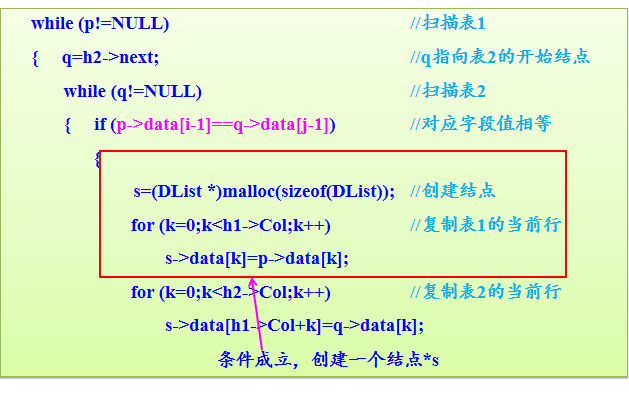 while (p!=NULL) //扫描表1
{ q=h2->next; //q指向表2的开始结点
while (q!=NULL) //扫描表2
{ if (p->data[i-1]==q->data[j-1]) //对应字段值相等
{
s=(DList *)malloc(sizeof(DList)); //创建结点
for (k=0;k<h1->Col;k++) //复制表1的当前行
s->data[k]=p->data[k];
for (k=0;k<h2->Col;k++) //复制表2的当前行
s->data[h1->Col+k]=q->data[k];
条件成立，创建一个结点*s